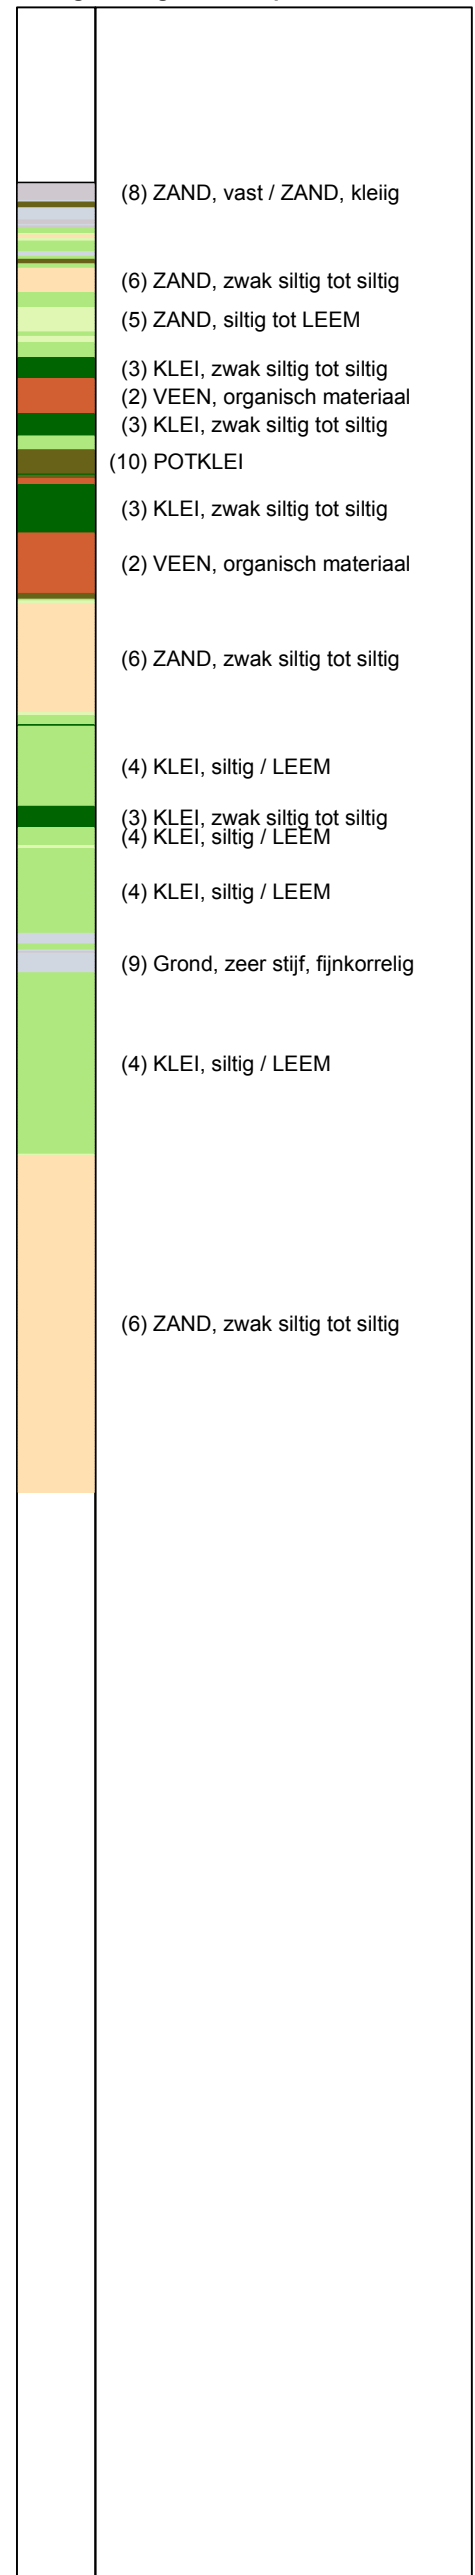 (8) ZAND, vast / ZAND, kleiig
(6) ZAND, zwak siltig tot siltig
(5) ZAND, siltig tot LEEM
(3) KLEI, zwak siltig tot siltig
(2) VEEN, organisch materiaal
(3) KLEI, zwak siltig tot siltig
(10) POTKLEI
(3) KLEI, zwak siltig tot siltig
(2) VEEN, organisch materiaal
(6) ZAND, zwak siltig tot siltig
(4) KLEI, siltig / LEEM
(3) KLEI, zwak siltig tot siltig
(4) KLEI, siltig / LEEM
(4) KLEI, siltig / LEEM
(9) Grond, zeer stijf, fijnkorrelig
(4) KLEI, siltig / LEEM
(6) ZAND, zwak siltig tot siltig